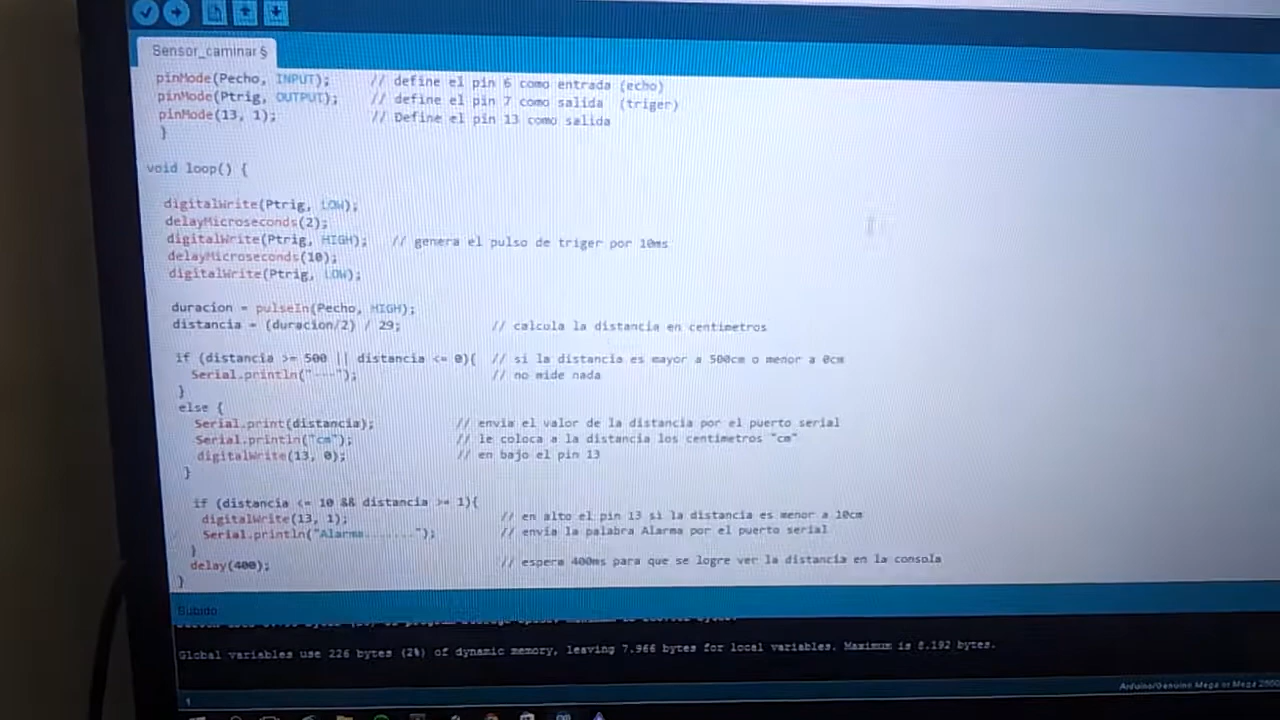 Sensor_caminar §
pinMode(Pecho, INPUT);     // define el pin 6 como entrada (echo)
pinMode(Ptrig, OUTPUT);    // define el pin 7 como salida  (triger)
pinMode(13, 1);            // Define el pin 13 como salida
}
void loop() {
digitalWrite(Ptrig, LOW);
delayMicroseconds(2);
digitalWrite(Ptrig, HIGH);   // genera el pulso de triger por 10ms
delayMicroseconds(10);
digitalWrite(Ptrig, LOW);
duracion = pulseIn(Pecho, HIGH);
distancia = (duracion/2) / 29;            // calcula la distancia en centimetros
if (distancia >= 500 || distancia <= 0){  // si la distancia es mayor a 500cm o menor a 0cm
Serial.println("---");                  // no mide nada
}
else {
Serial.print(distancia);           // envia el valor de la distancia por el puerto serial
Serial.println("cm");              // le coloca a la distancia los centimetros "cm"
digitalWrite(13, 0);               // en bajo el pin 13
}
if (distancia <= 10 && distancia >= 1){
digitalWrite(13, 1);                     // en alto el pin 13 si la distancia es menor a 10cm
Serial.println("Alarma.......");         // envia la palabra Alarma por el puerto serial
}
delay(400);                                // espera 400ms para que se logre ver la distancia en la consola
}
Subido
Global variables use 226 bytes (2%) of dynamic memory, leaving 7.966 bytes for local variables. Maximum is 8.192 bytes.
1
Arduino/Genuino Mega or Mega 2560